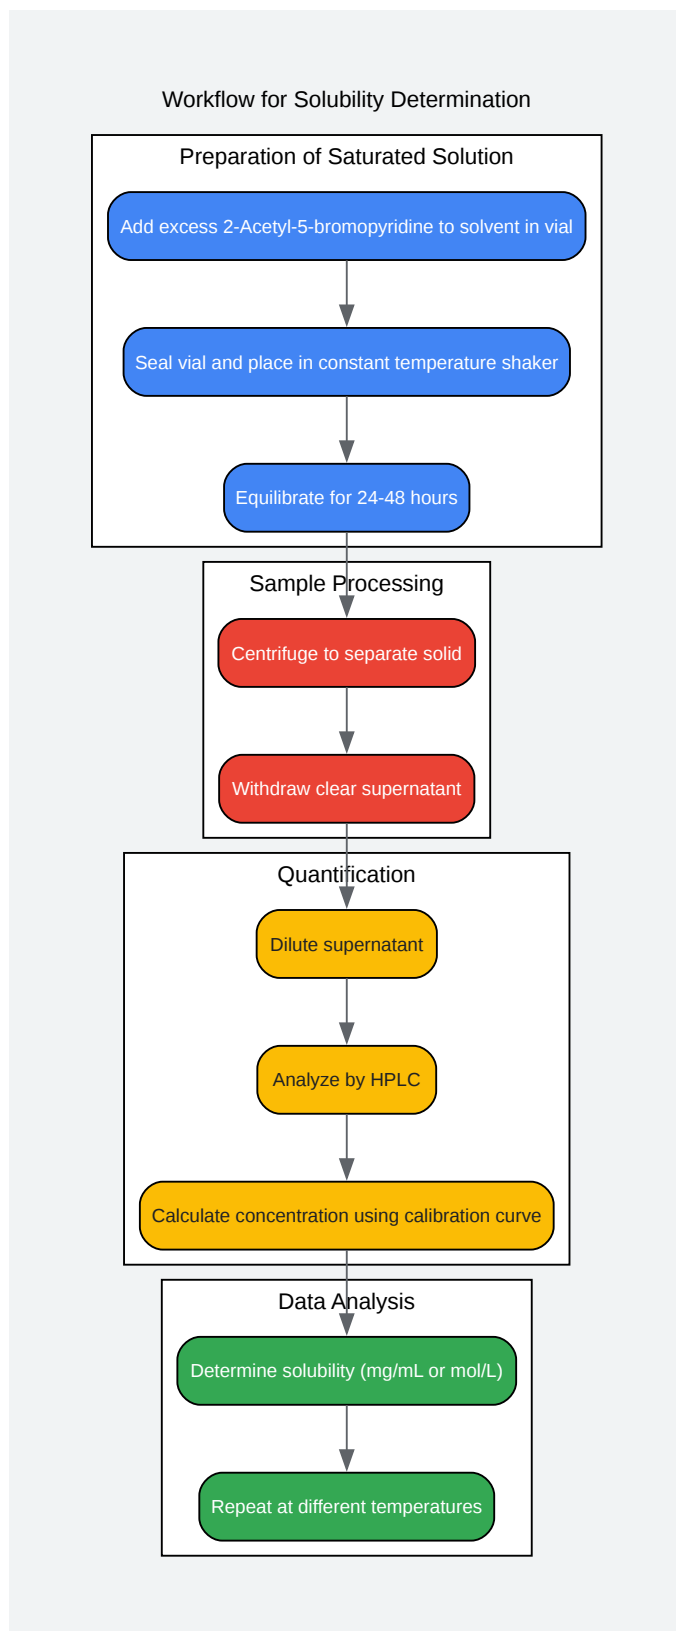 Workflow for Solubility Determination
Preparation of Saturated Solution
Add excess 2-Acetyl-5-bromopyridine to solvent in vial
Seal vial and place in constant temperature shaker
Equilibrate for 24-48 hours
Sample Processing
Centrifuge to separate solid
Withdraw clear supernatant
Quantification
Dilute supernatant
Analyze by HPLC
Calculate concentration using calibration curve
Data Analysis
Determine solubility (mg/mL or mol/L)
Repeat at different temperatures